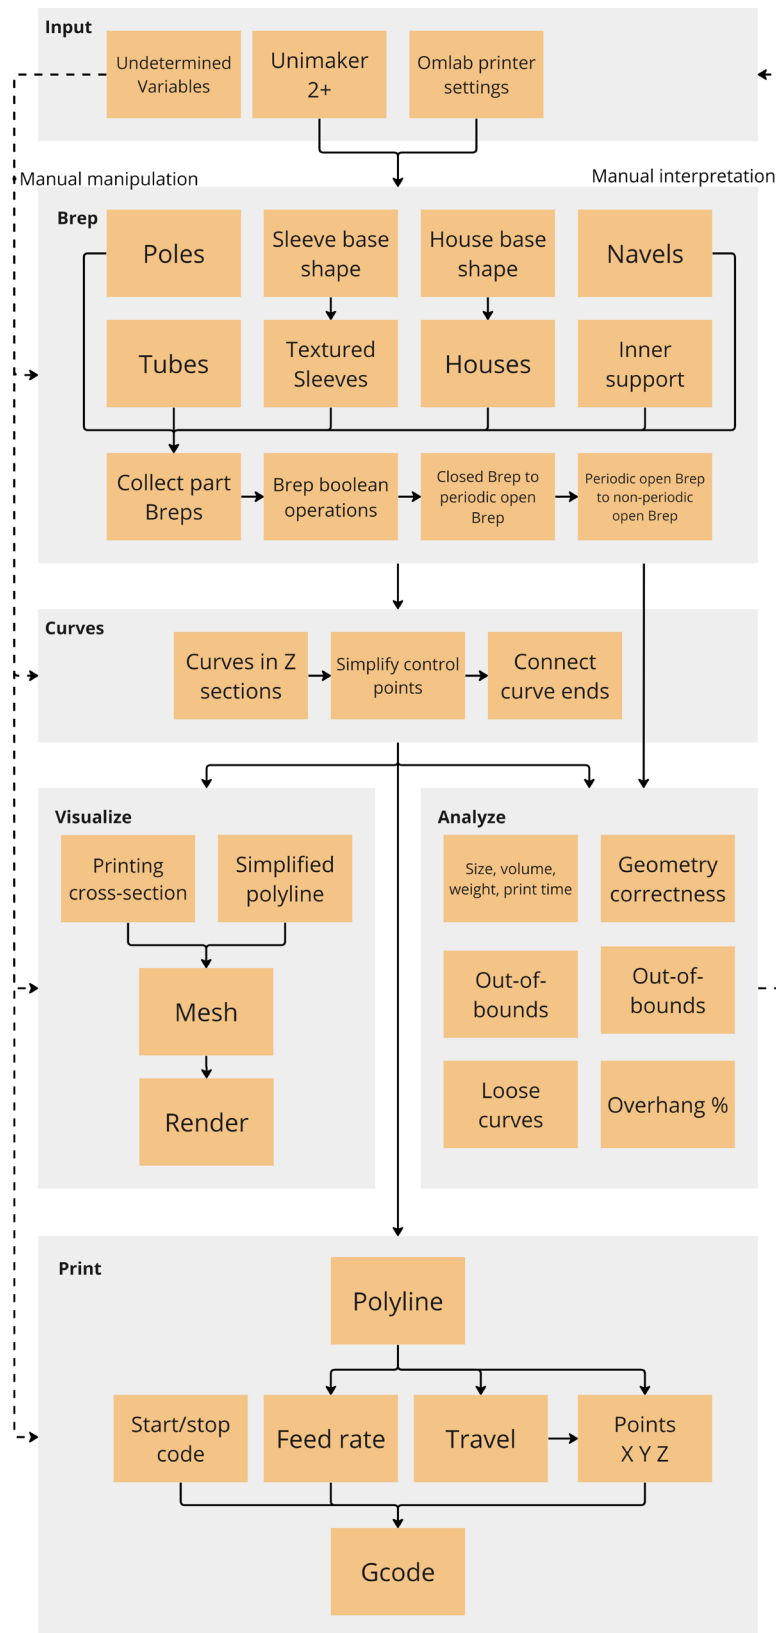 Input
Undetermined
Variables
Unimaker
2+
Omlab printer
settings
Manual manipulation
Manual interpretation
Brep
Poles
Sleeve base
shape
House base
shape
Navels
Tubes
Textured
Sleeves
Houses
Inner
support
Collect part
Breps
Brep boolean
operations
Closed Brep to
periodic open
Brep
Periodic open Brep
to non-periodic
open Brep
Curves
Curves in Z
sections
Simplify control
points
Connect
curve ends
Visualize
Printing
cross-section
Simplified
polyline
Mesh
Render
Analyze
Size, volume,
weight, print time
Geometry
correctness
Out-of-
bounds
Out-of-
bounds
Loose
curves
Overhang %
Print
Polyline
Start/stop
code
Feed rate
Travel
Points
X Y Z
Gcode